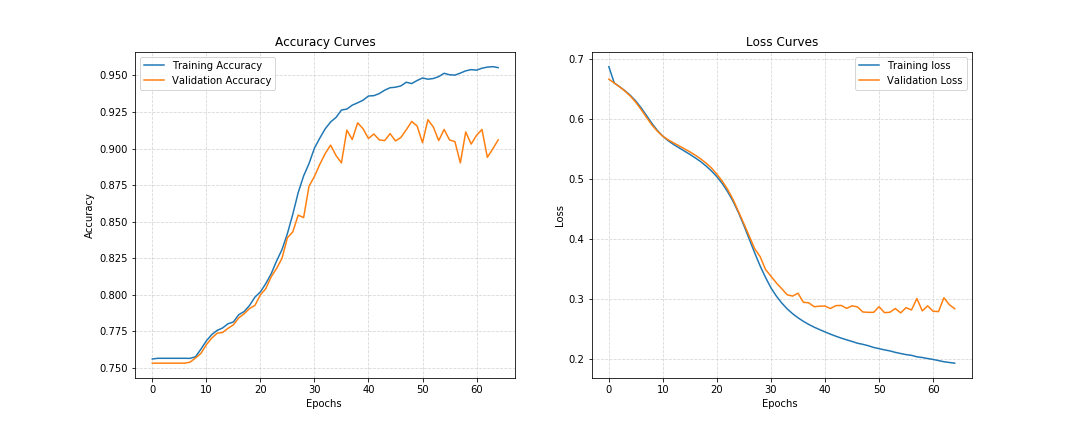 Accuracy Curves
Training Accuracy
Validation Accuracy
0.950
0.925
0.900
0.875
0.850
0.825
0.800
0.775
0.750
Accuracy
0 10 20 30 40 50 60
Epochs
Loss Curves
Training loss
Validation Loss
0.7
0.6
0.5
0.4
0.3
0.2
Loss
0 10 20 30 40 50 60
Epochs